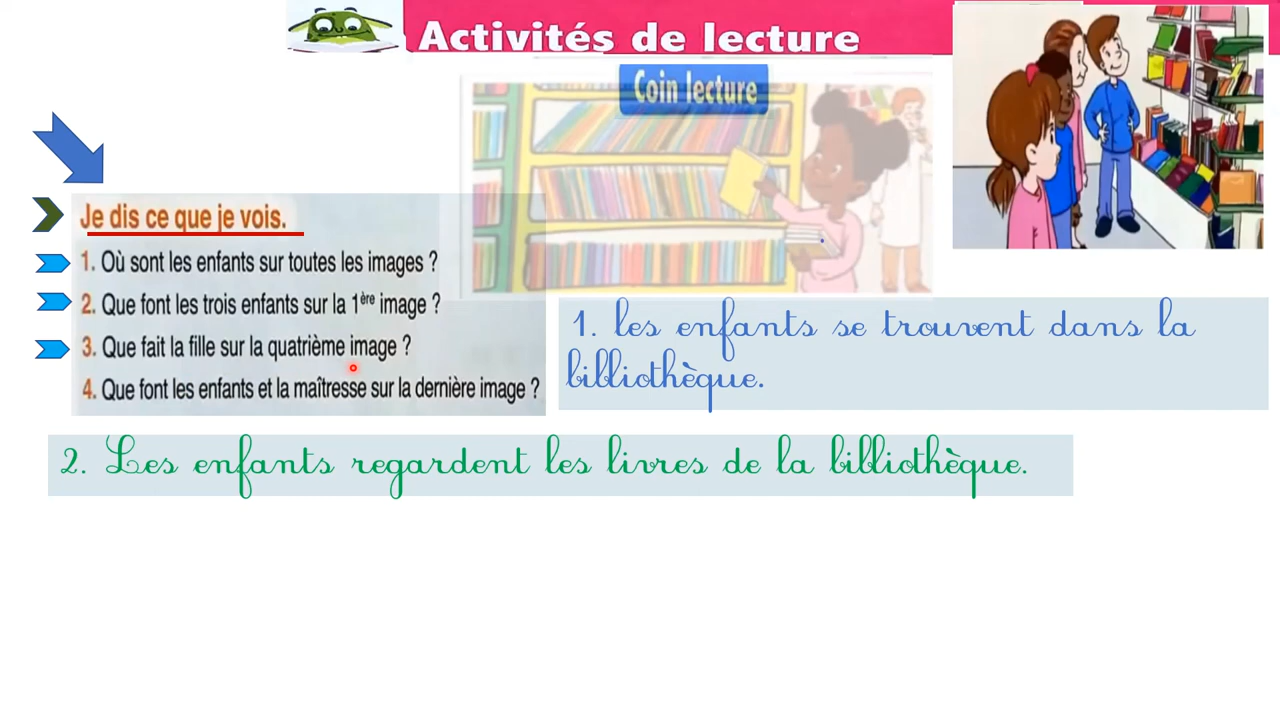 Activités de lecture
Coin lecture
Je dis ce que je vois.
1. Où sont les enfants sur toutes les images ?
2. Que font les trois enfants sur la 1ère image ?
3. Que fait la fille sur la quatrième image ?
4. Que font les enfants et la maîtresse sur la dernière image ?
1. les enfants se trouvent dans la
bibliothèque.
2. Les enfants regardent les livres de la bibliothèque.